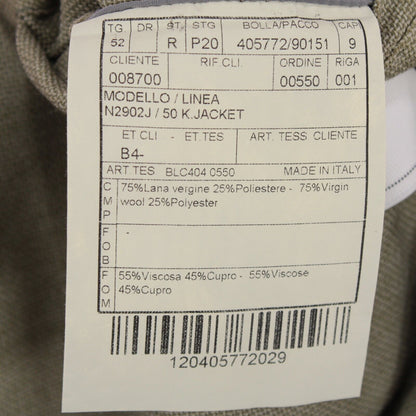 TG DR ST. STG BOLLA/PACCO CAP
52 R P20 405772/90151 9
CLIENTE RIF.CLI. ORDINE RIGA
008700 00550 001
MODELLO / LINEA
N2902J / 50 K.JACKET
ET.CLI - ET.TES ART. TESS CLIENTE
B4-
ART TES BLC404 0550 MADE IN ITALY
CMP 75%Lana vergine 25%Poliestere - 75%Virgin
wool 25%Polyester
FOB -
FOM 55%Viscosa 45%Cupro - 55%Viscose
45%Cupro
120405772029